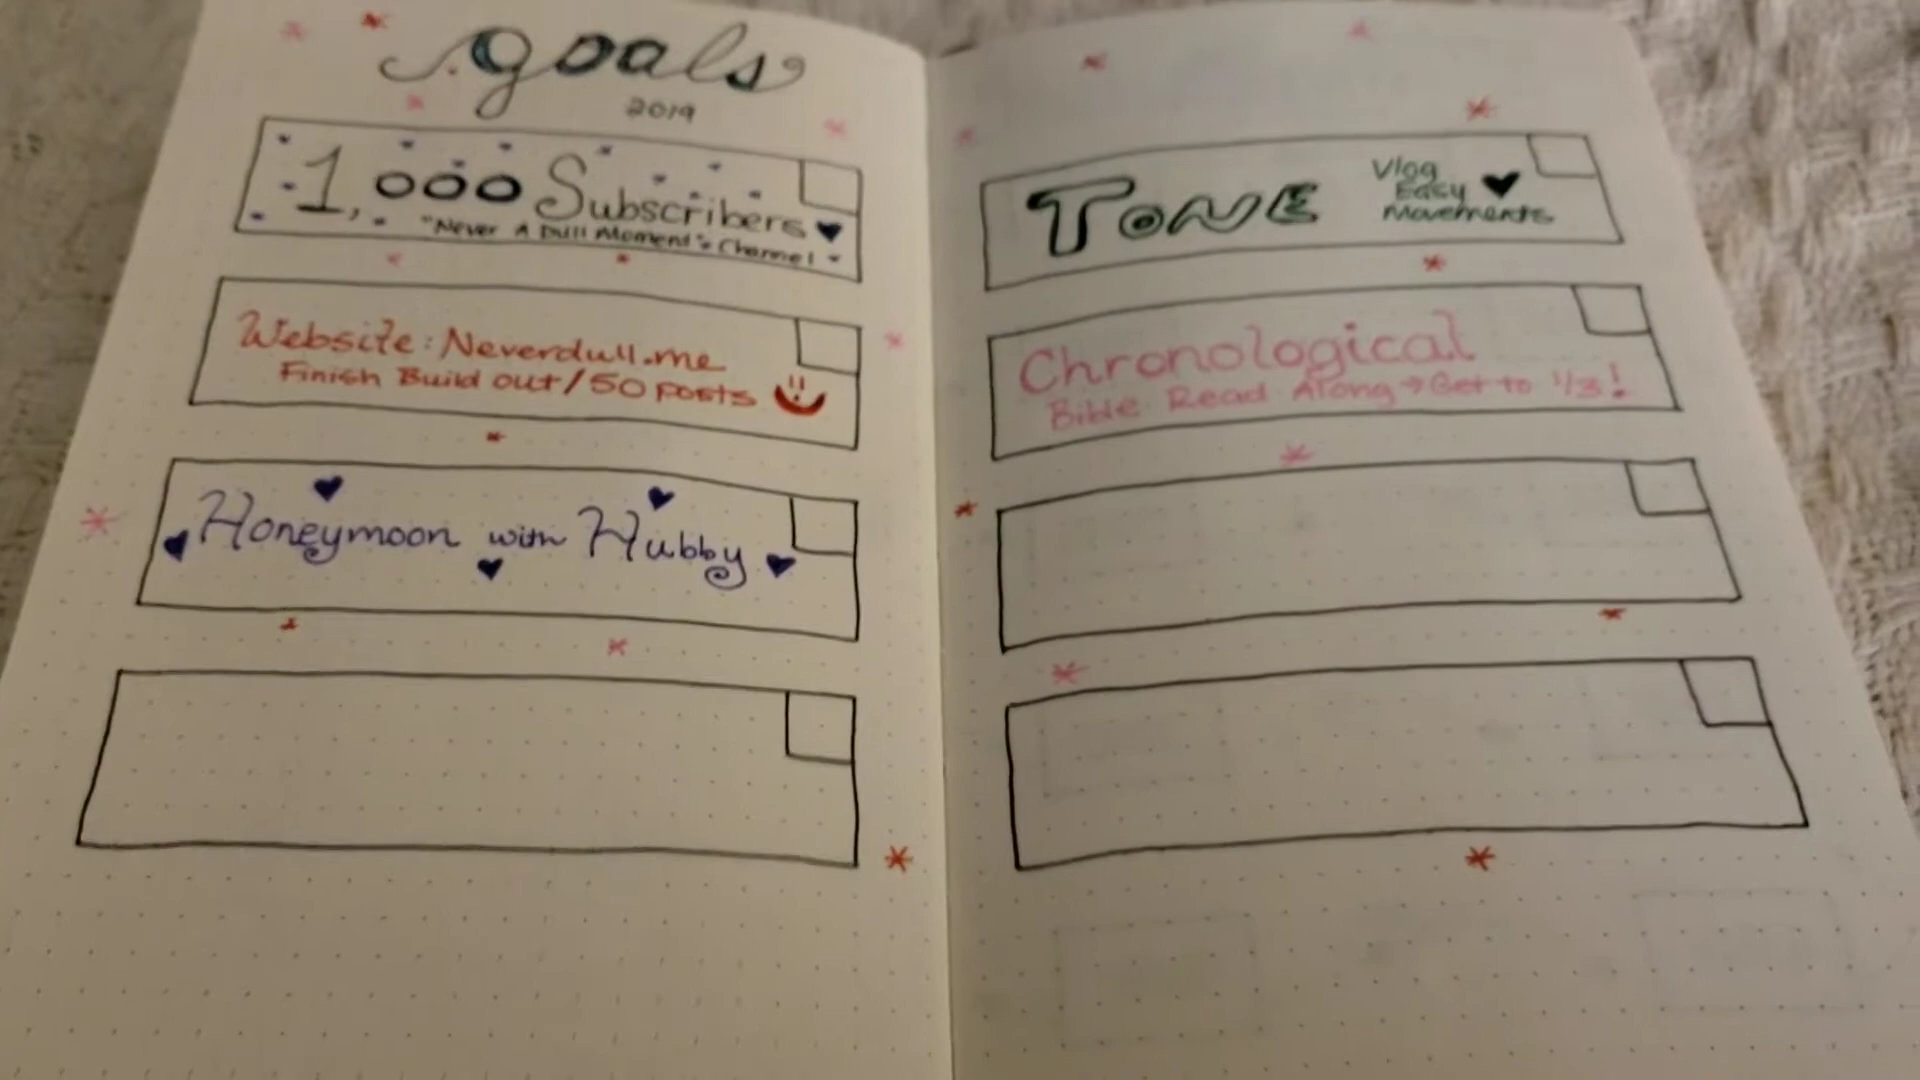 goals
2019
1,000 Subscribers
"Never A Dull Moment's Channel
Website: Neverdull.me
Finish Build out/50 posts
Honeymoon with Hubby
TONE
Vlog
Easy
Movements
Chronological
Bible Read Along → Get to 1/3!